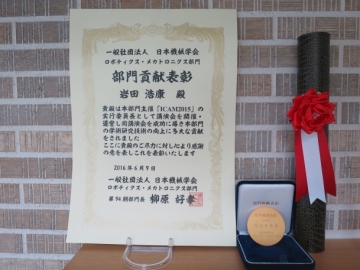 一般社団法人 日本機械学会
ロボティクス・メカトロニクス部門
部門貢献表彰
岩田 浩康 殿
貴殿は本部門主催「ICAM2015」の
実行委員長として講演会を開催・
運営し同講演会を成功に導き本部門
の学術研究技術の向上に多大な貢献
をされました
ここに貴殿のご尽力に対したより感謝
の意を表しこれを表彰いたします
2016年6月9日
一般社団法人 日本機械学会
ロボティクス・メカトロニクス部門
第94期部門長 柳原 好孝